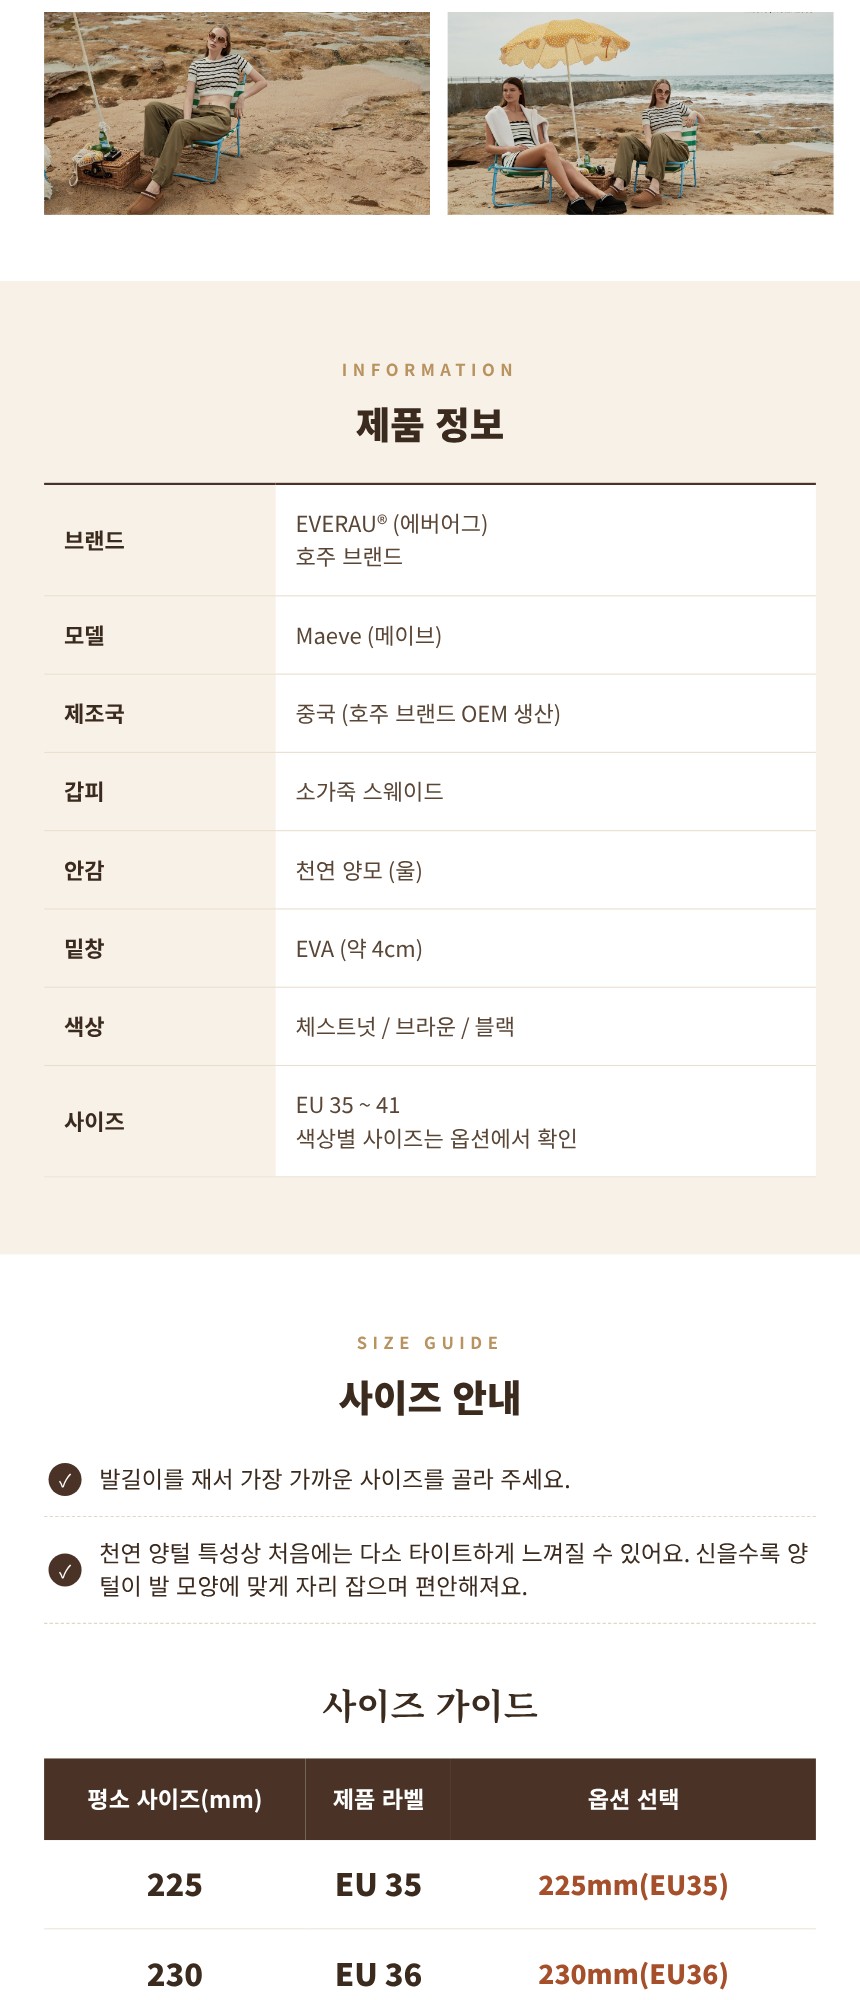 INFORMATION
제품 정보
브랜드
EVERAU® (에버어그)
호주 브랜드
모델
Maeve (메이브)
제조국
중국 (호주 브랜드 OEM 생산)
갑피
소가죽 스웨이드
안감
천연 양모 (울)
밑창
EVA (약 4cm)
색상
체스트넛 / 브라운 / 블랙
사이즈
EU 35 ~ 41
색상별 사이즈는 옵션에서 확인
SIZE GUIDE
사이즈 안내
✓ 발길이를 재서 가장 가까운 사이즈를 골라 주세요.
✓ 천연 양털 특성상 처음에는 다소 타이트하게 느껴질 수 있어요. 신을수록 양
털이 발 모양에 맞게 자리 잡으며 편안해져요.
사이즈 가이드
평소 사이즈(mm) 제품 라벨 옵션 선택
225 EU 35 225mm(EU35)
230 EU 36 230mm(EU36)